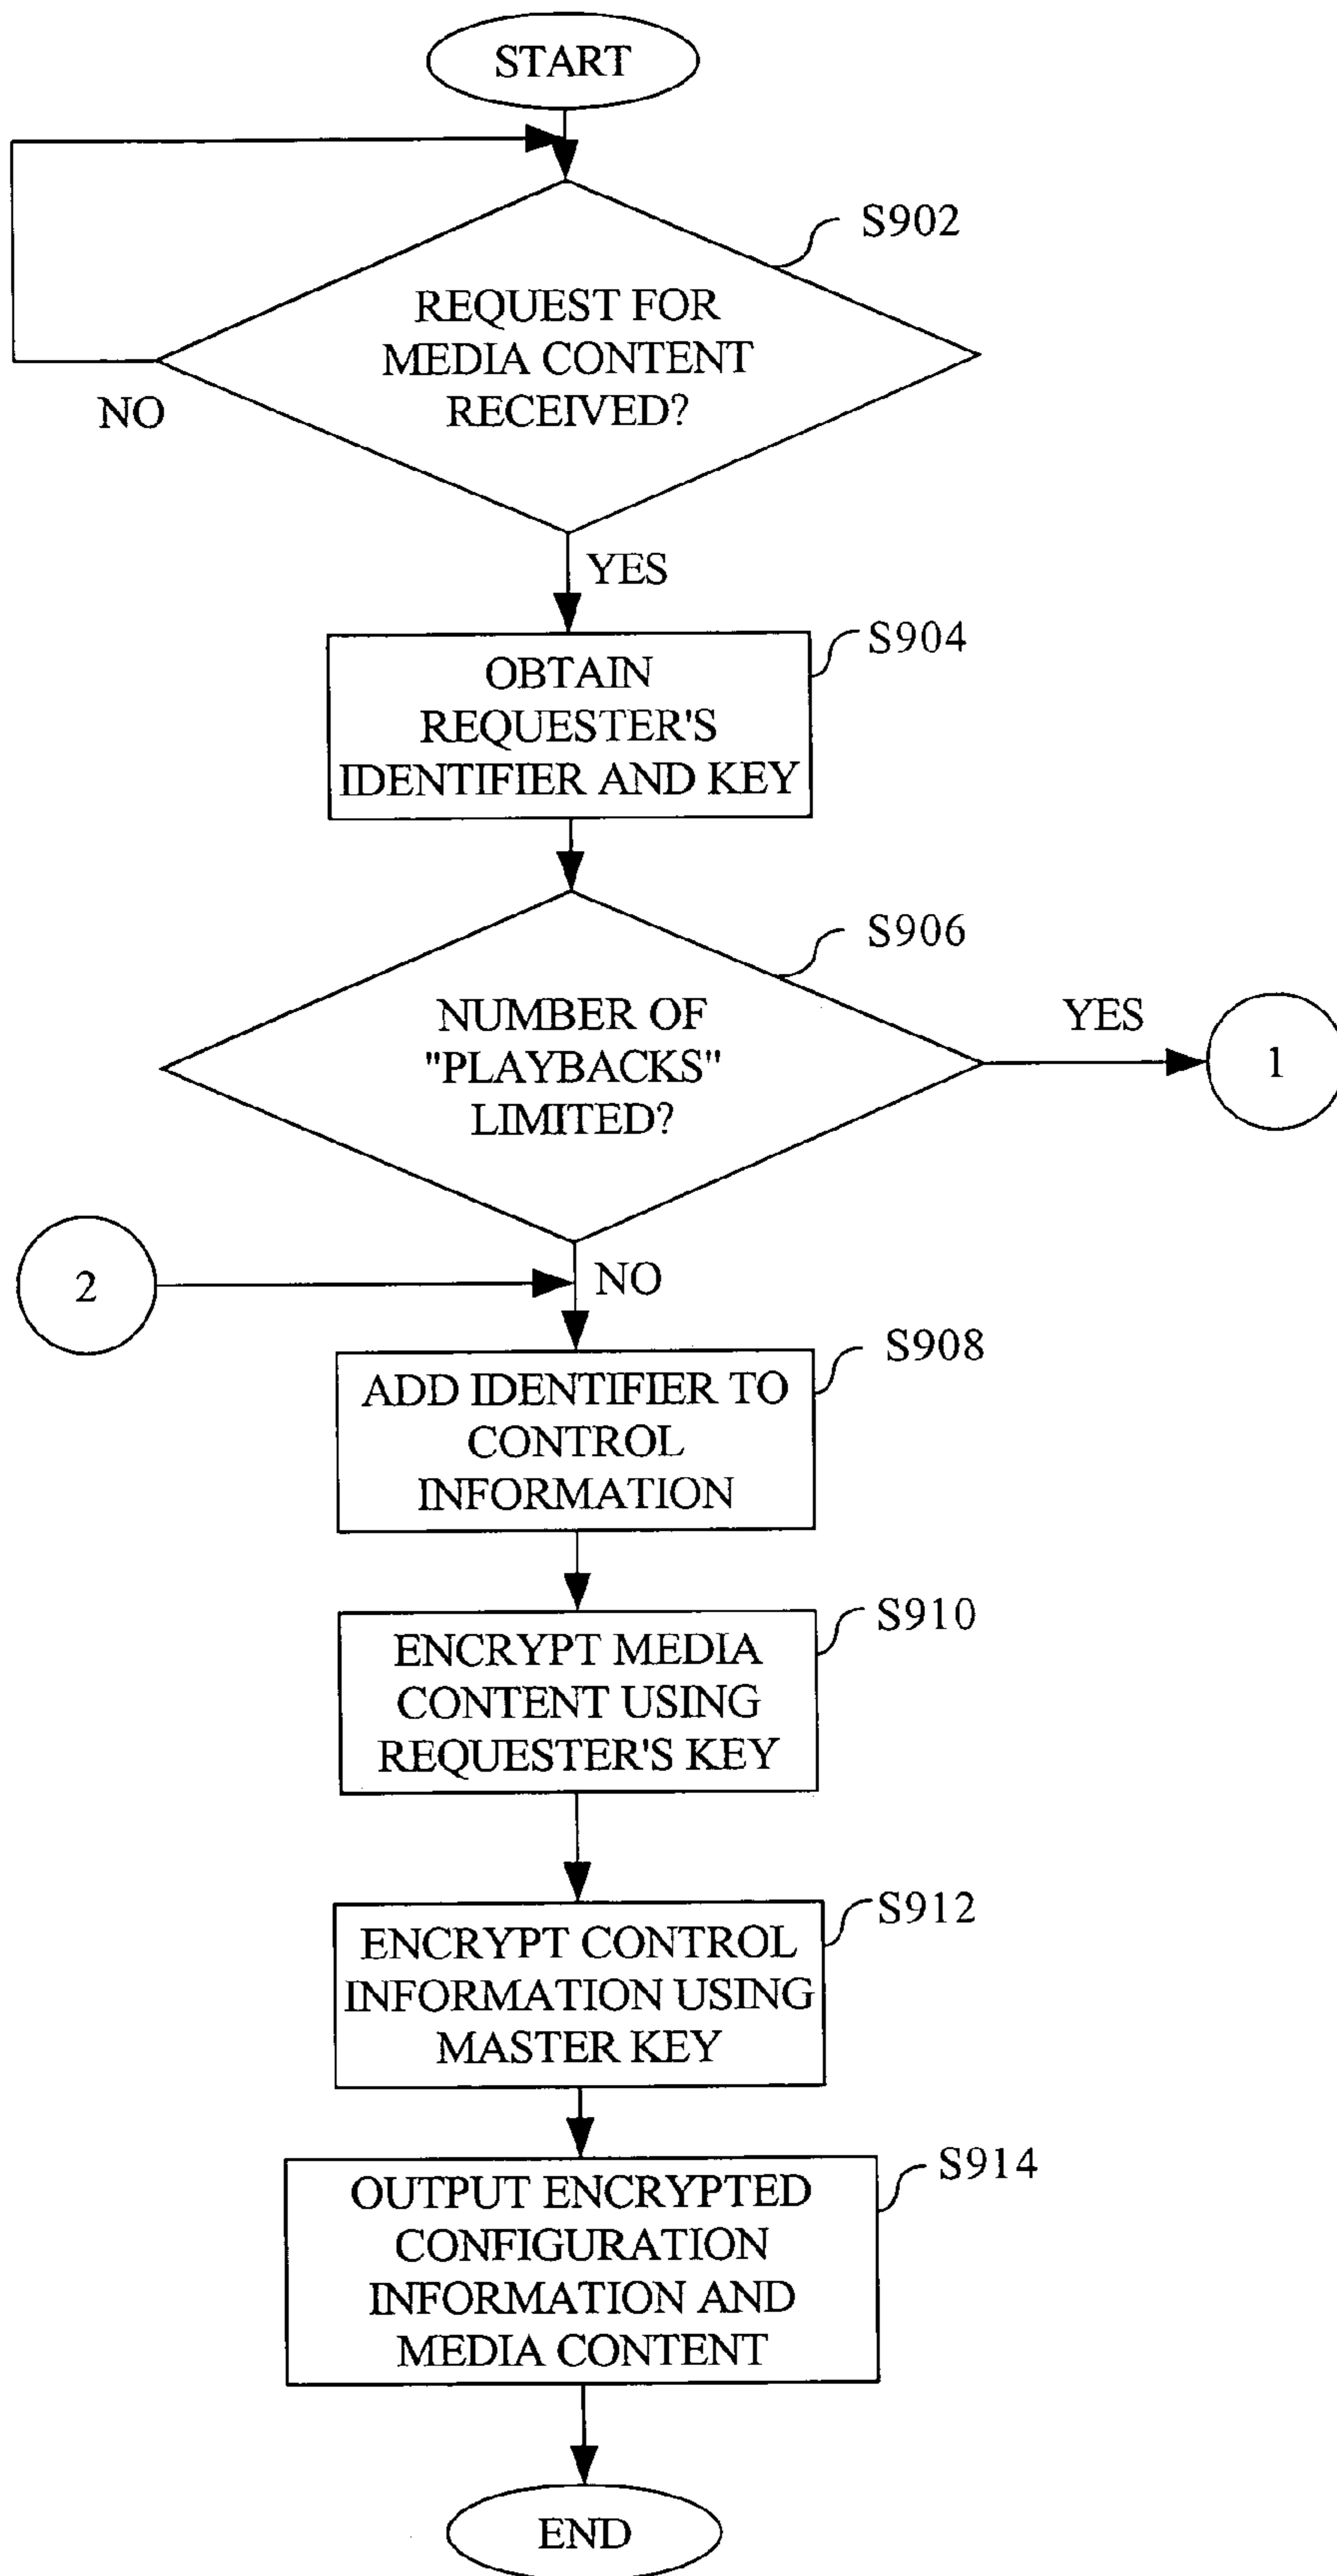 START
S902
REQUEST FOR
MEDIA CONTENT
RECEIVED?
NO
YES
S904
OBTAIN
REQUESTER'S
IDENTIFIER AND KEY
S906
NUMBER OF
"PLAYBACKS"
LIMITED?
YES
1
2
NO
S908
ADD IDENTIFIER TO
CONTROL
INFORMATION
S910
ENCRYPT MEDIA
CONTENT USING
REQUESTER'S KEY
S912
ENCRYPT CONTROL
INFORMATION USING
MASTER KEY
S914
OUTPUT ENCRYPTED
CONFIGURATION
INFORMATION AND
MEDIA CONTENT
END